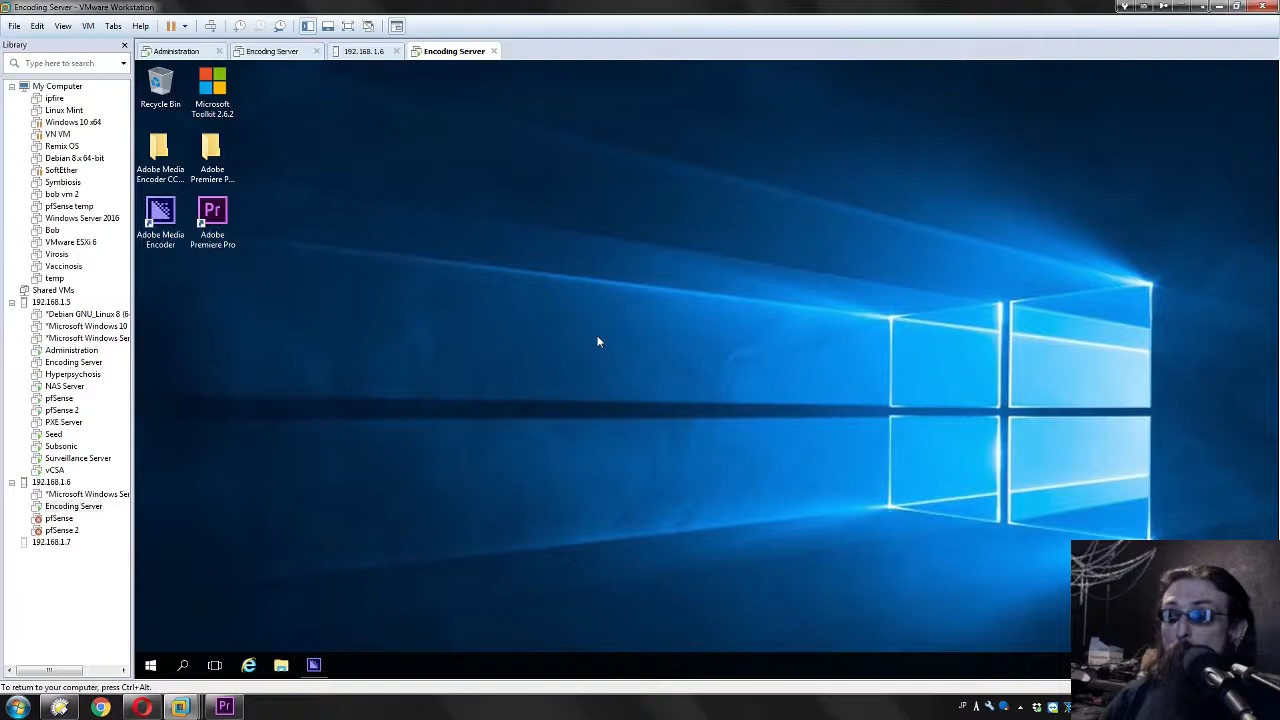 Encoding Server - VMware Workstation
File Edit View VM Tabs Help
Library
Type here to search
My Computer
ipfire
Linux Mint
Windows 10 x64
VN VM
Remix OS
Debian 8.x 64-bit
SoftEther
Symbiosis
bob vm 2
pfSense temp
Windows Server 2016
Bob
VMware ESXi 6
Virosis
Vaccinosis
temp
Shared VMs
192.168.1.5
*Debian GNU_Linux 8 (6
*Microsoft Windows 10
*Microsoft Windows Se
Administration
Encoding Server
Hyperpsychosis
NAS Server
pfSense
pfSense 2
PXE Server
Seed
Subsonic
Surveillance Server
vCSA
192.168.1.6
*Microsoft Windows Se
Encoding Server
pfSense
pfSense 2
192.168.1.7
Administration Encoding Server 192.168.1.6 Encoding Server
Recycle Bin
Microsoft
Toolkit 2.6.2
Adobe Media
Encoder CC...
Adobe
Premiere P...
Pr
Adobe Media
Encoder
Adobe
Premiere Pro
To return to your computer, press Ctrl+Alt.
Pr
JP A